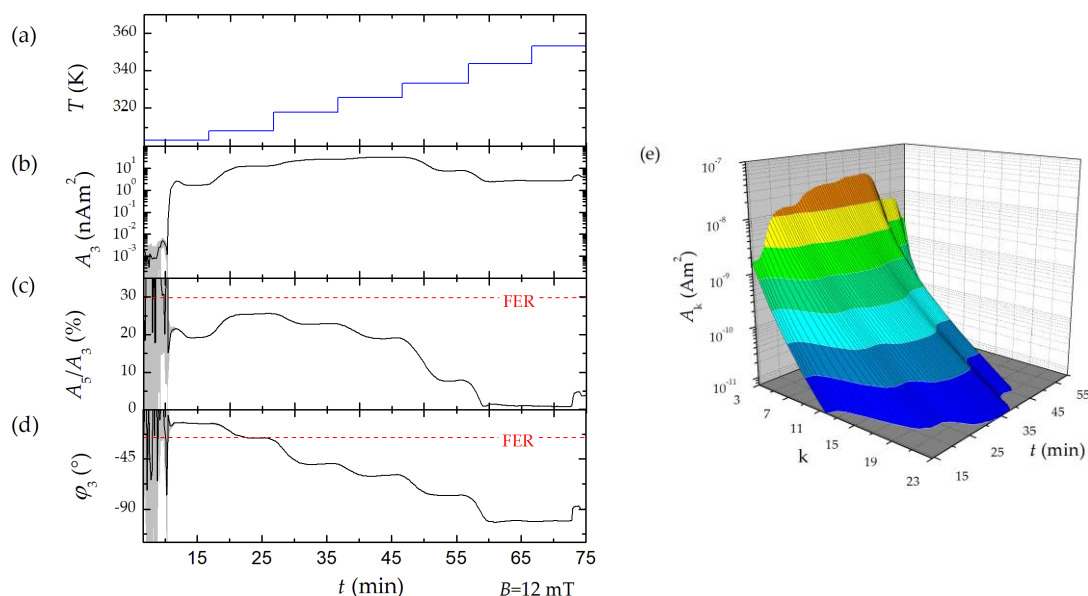 (a)
T (K)
360
340
320
(b)
A₃ (nAm²)
10¹
10⁰
10⁻¹
10⁻²
10⁻³
(c)
A₅/A₃ (%)
30
20
10
0
FER
(d)
φ₃ (°)
-45
-90
FER
15 25 35 45 55 65 75
t (min)
B=12 mT
(e)
A_k (Am²)
10⁻⁷
10⁻⁸
10⁻⁹
10⁻¹⁰
10⁻¹¹
3 7 11 15 19 23
k
15 25 35 45 55
t (min)